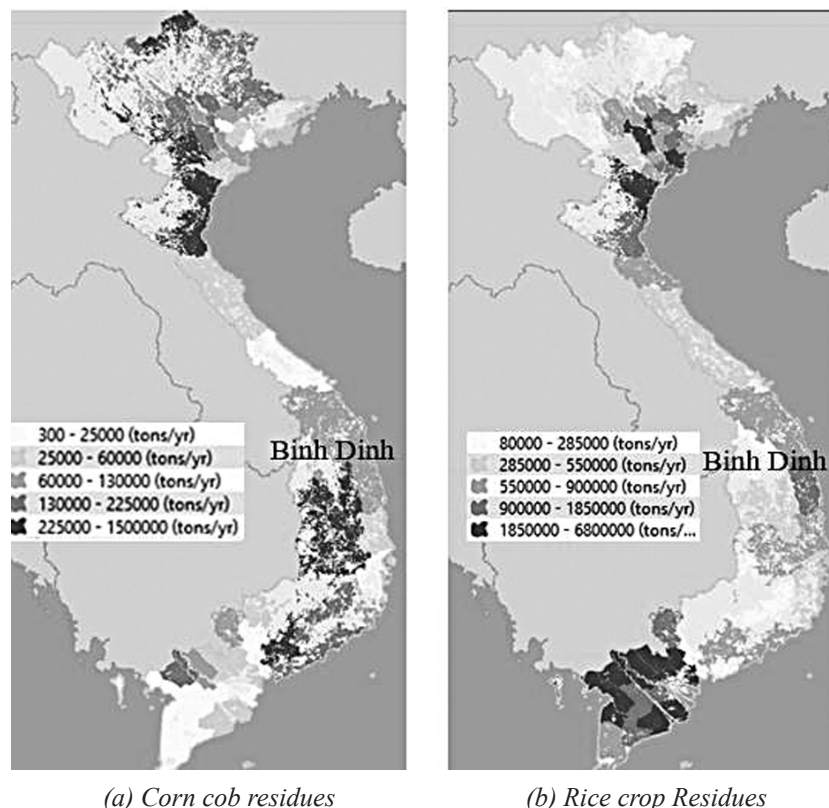 300 - 25000 (tons/yr)
25000 - 60000 (tons/yr)
60000 - 130000 (tons/yr)
130000 - 225000 (tons/yr)
225000 - 1500000 (tons/yr)
Binh Dinh
80000 - 285000 (tons/yr)
285000 - 550000 (tons/yr)
550000 - 900000 (tons/yr)
900000 - 1850000 (tons/yr)
1850000 - 6800000 (tons/...
Binh Dinh
(a) Corn cob residues
(b) Rice crop Residues